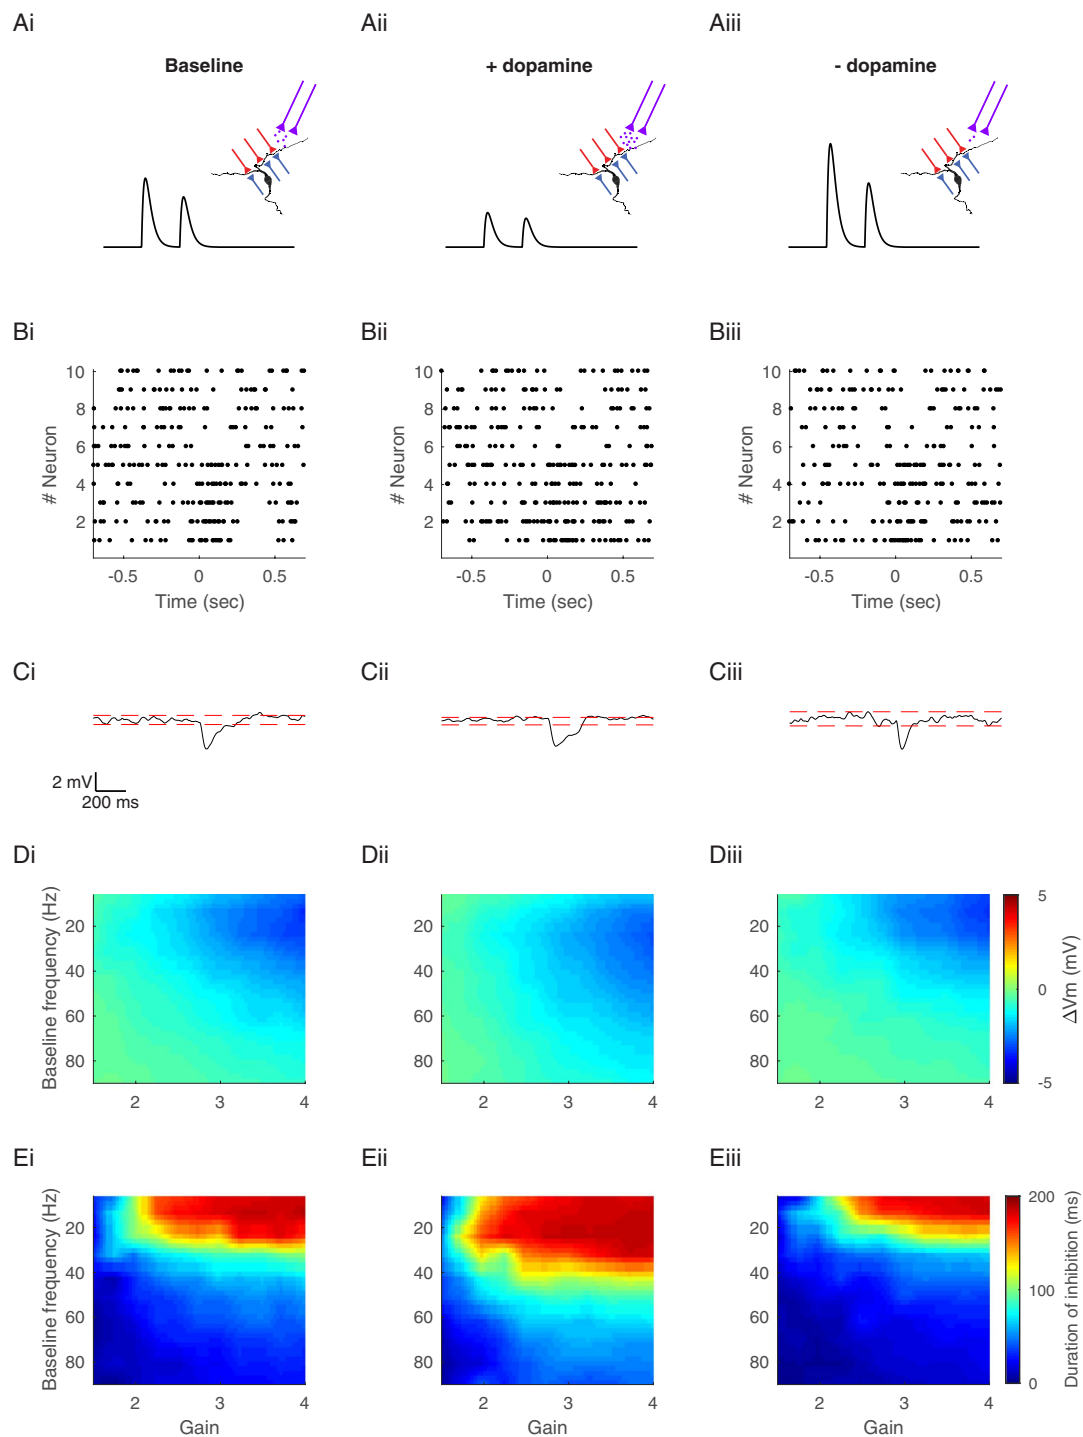 Ai
Aii
Aiii
Baseline
+ dopamine
- dopamine
Bi
Bii
Biii
10
8
6
4
2
# Neuron
-0.5
0
0.5
Time (sec)
10
8
6
4
2
# Neuron
-0.5
0
0.5
Time (sec)
10
8
6
4
2
# Neuron
-0.5
0
0.5
Time (sec)
Ci
Cii
Ciii
2 mV
200 ms
Di
Dii
Diii
Baseline frequency (Hz)
20
40
60
80
2
3
4
20
40
60
80
2
3
4
20
40
60
80
2
3
4
5
0
-5
ΔVm (mV)
Ei
Eii
Eiii
Baseline frequency (Hz)
20
40
60
80
2
3
4
Gain
20
40
60
80
2
3
4
Gain
20
40
60
80
2
3
4
Gain
200
100
0
Duration of inhibition (ms)